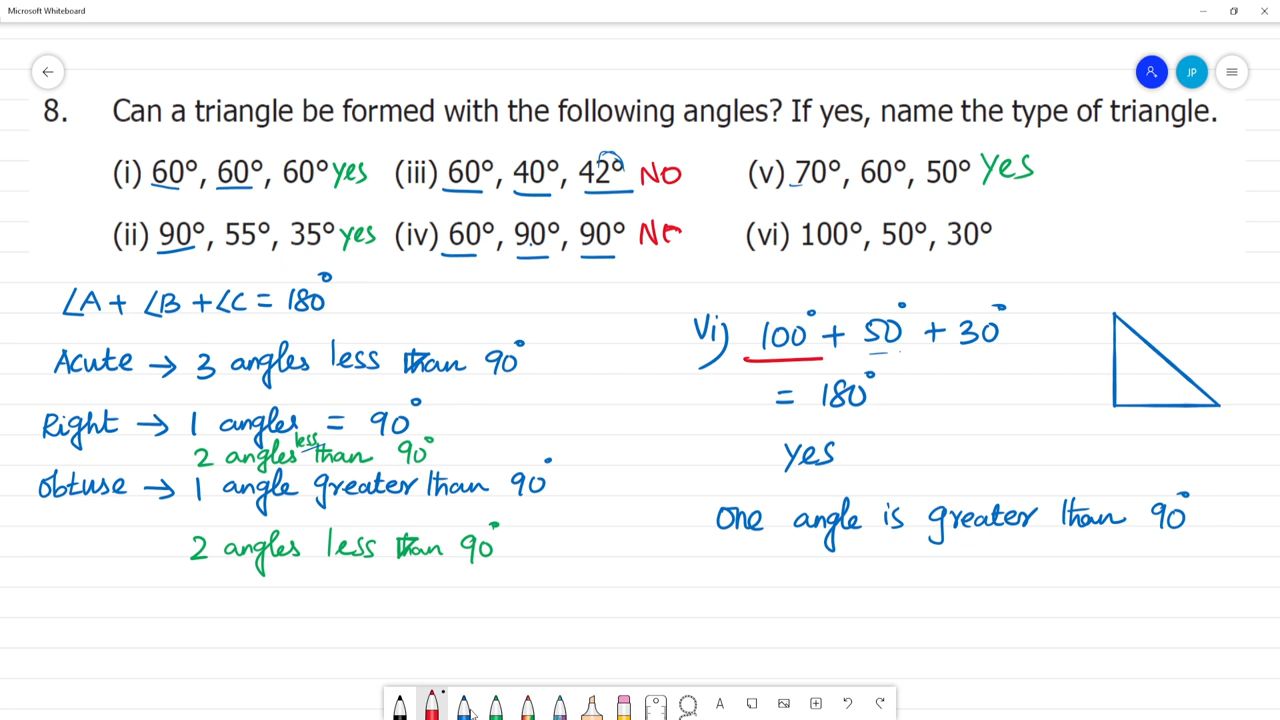 Microsoft Whiteboard
JP
8. Can a triangle be formed with the following angles? If yes, name the type of triangle.
(i) 60°, 60°, 60° yes (iii) 60°, 40°, 42° NO (v) 70°, 60°, 50° yes
(ii) 90°, 55°, 35° yes (iv) 60°, 90°, 90° NO (vi) 100°, 50°, 30°
∠A + ∠B + ∠C = 180°
Acute → 3 angles less than 90°
Right → 1 angles = 90°
2 angles less than 90°
Obtuse → 1 angle greater than 90°
2 angles less than 90°
Vi) 100° + 50° + 30°
= 180°
yes
One angle is greater than 90°
A